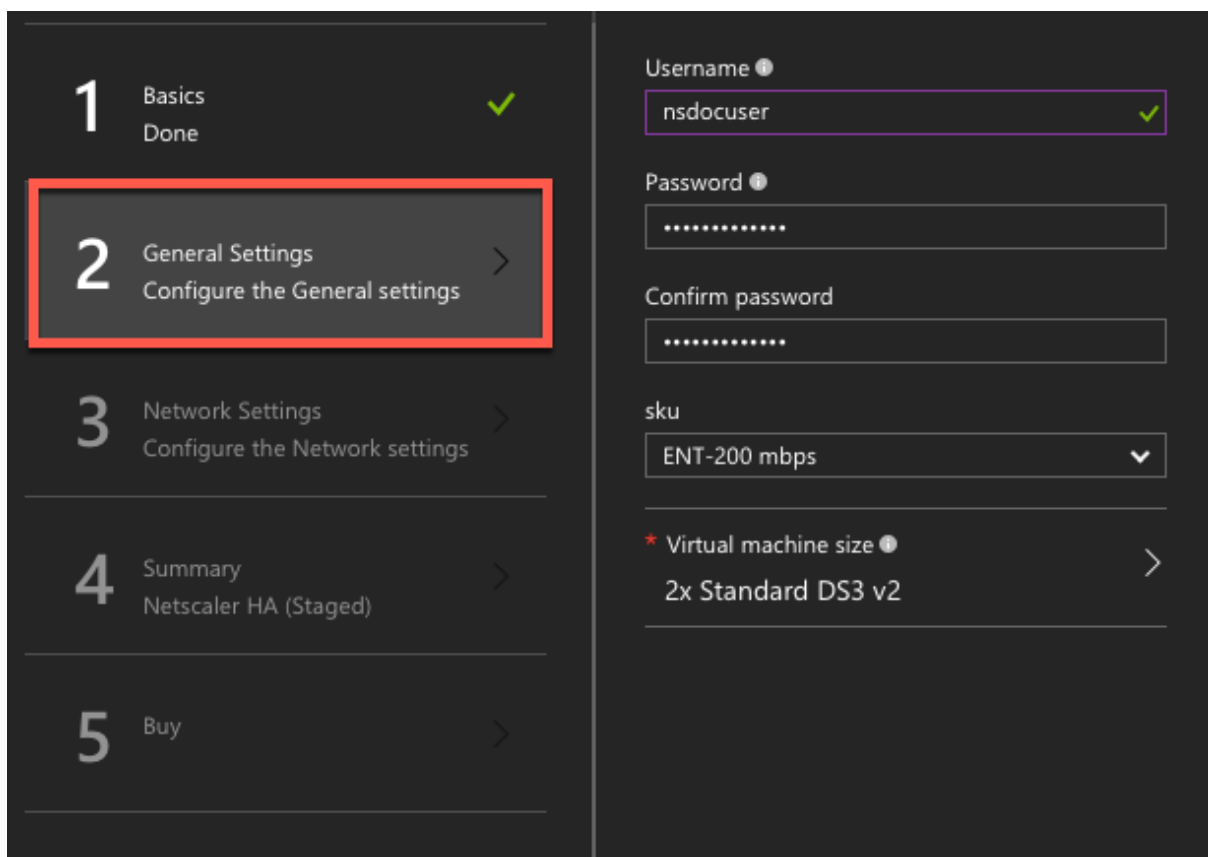 1
Basics
Done
2
General Settings
Configure the General settings
3
Network Settings
Configure the Network settings
4
Summary
Netscaler HA (Staged)
5
Buy
Username
nsdocuser
Password
•••••••••••••
Confirm password
•••••••••••••
sku
ENT-200 mbps
* Virtual machine size
2x Standard DS3 v2